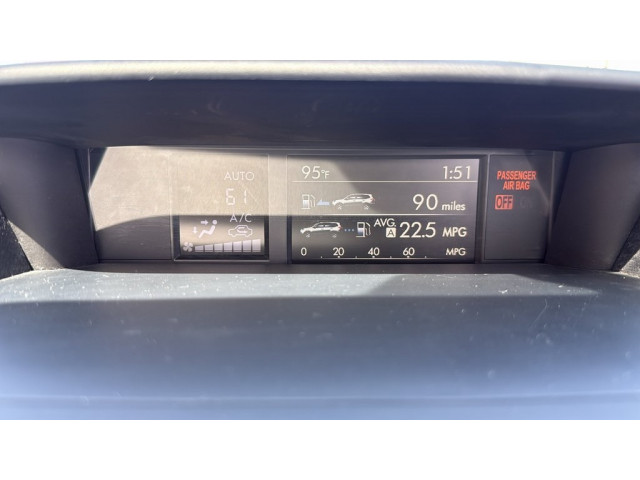 AUTO
61
A/C
95°F 1:51
90 miles
AVG.
A 22.5 MPG
0 20 40 60 MPG
PASSENGER
AIR BAG
OFF